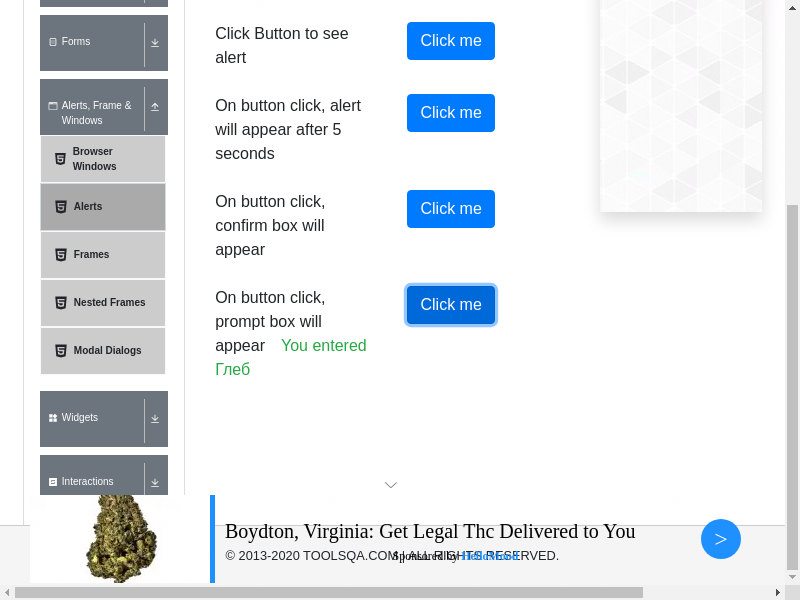 Forms
Alerts, Frame &
Windows
Browser
Windows
Alerts
Frames
Nested Frames
Modal Dialogs
Widgets
Interactions
Click Button to see
alert
Click me
On button click, alert
will appear after 5
seconds
Click me
On button click,
confirm box will
appear
Click me
On button click,
prompt box will
appear You entered
Глеб
Click me
Boydton, Virginia: Get Legal Thc Delivered to You
>
© 2013-2020 TOOLSQA.COM | ALL RIGHTS RESERVED.
Sponsored by